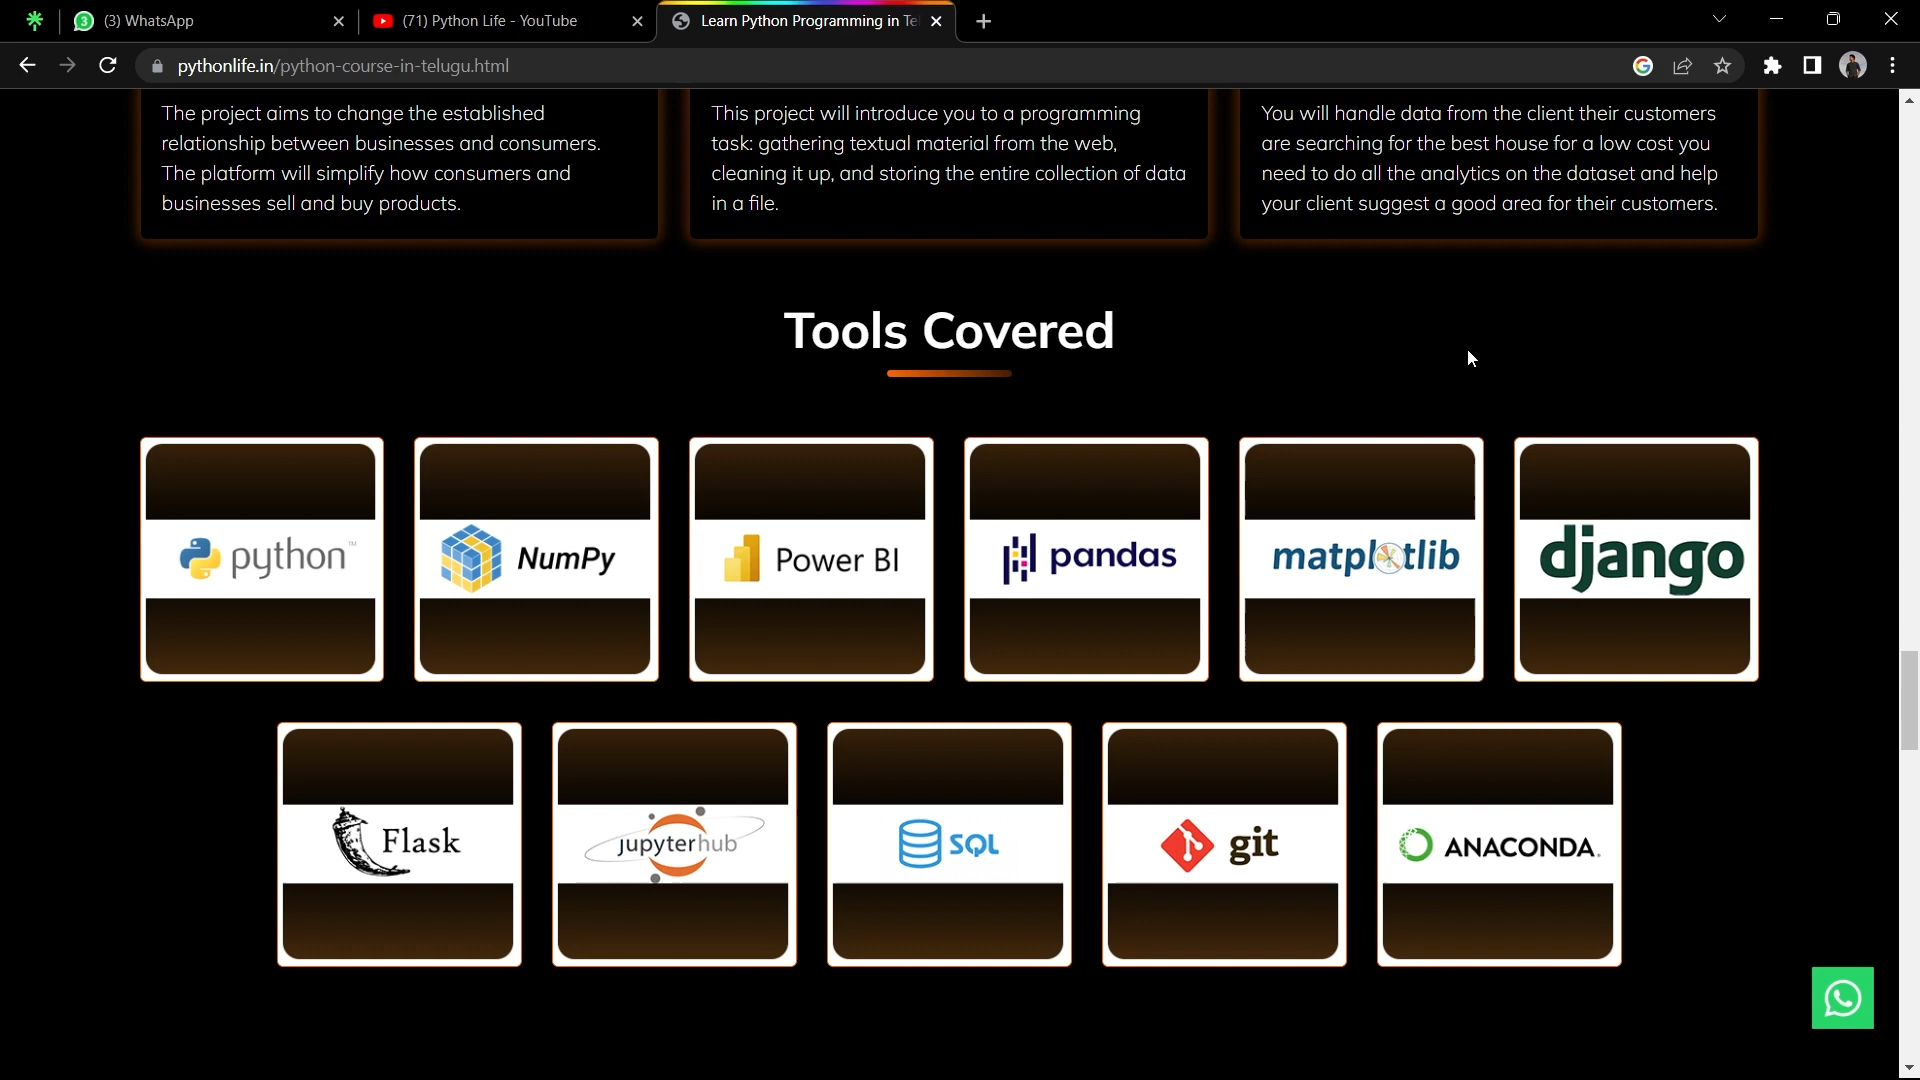 (3) WhatsApp
(71) Python Life - YouTube
Learn Python Programming in Te
pythonlife.in/python-course-in-telugu.html
The project aims to change the established
relationship between businesses and consumers.
The platform will simplify how consumers and
businesses sell and buy products.
This project will introduce you to a programming
task: gathering textual material from the web,
cleaning it up, and storing the entire collection of data
in a file.
You will handle data from the client their customers
are searching for the best house for a low cost you
need to do all the analytics on the dataset and help
your client suggest a good area for their customers.
Tools Covered
python™
NumPy
Power BI
pandas
matplotlib
django
Flask
jupyterhub
SQL
git
ANACONDA.